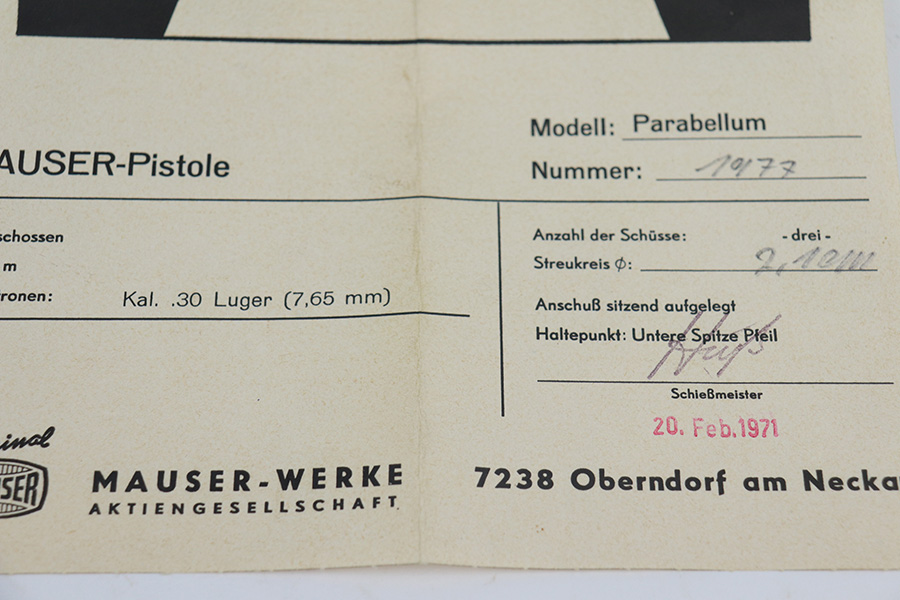 Modell: Parabellum
AUSER-Pistole
Nummer: 1977
schossen
m
ronen: Kal. .30 Luger (7,65 mm)
Anzahl der Schüsse: -drei-
Streukreis ϕ: 2,1cm
Anschuß sitzend aufgelegt
Haltepunkt: Untere Spitze Pfeil
Schießmeister
20. Feb. 1971
inal
USER
MAUSER-WERKE
AKTIENGESELLSCHAFT
7238 Oberndorf am Necka